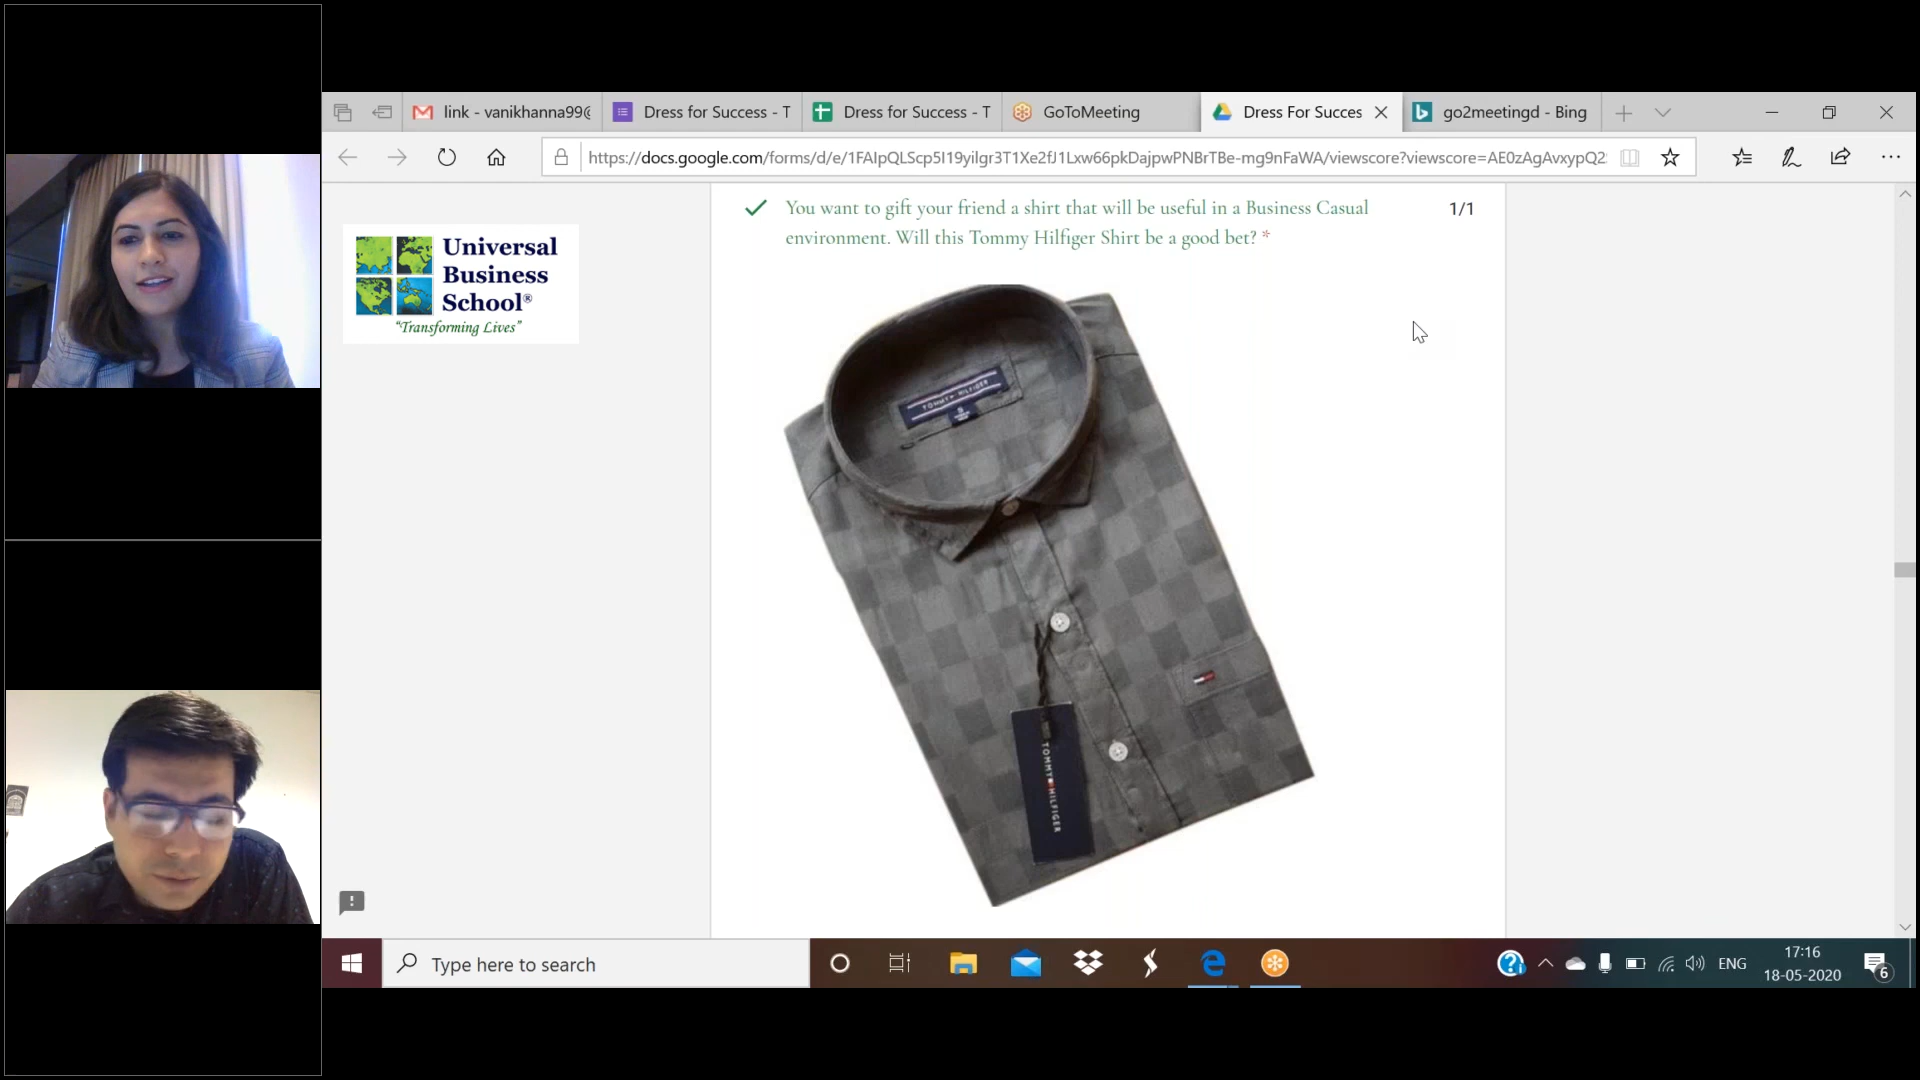 link - vanikhanna99@
Dress for Success - T
Dress for Success - T
GoToMeeting
Dress For Succes
go2meetingd - Bing
https://docs.google.com/forms/d/e/1FAIpQLScp5I19yiIgr3T1Xe2fJ1Lxw66pkDajpwPNBrTBe-mg9nFaWA/viewscore?viewscore=AE0zAgAvxypQ2
Universal
Business
School®
“Transforming Lives”
You want to gift your friend a shirt that will be useful in a Business Casual
environment. Will this Tommy Hilfiger Shirt be a good bet? *
1/1
TOMMY HILFIGER
S
TOMMY HILFIGER
Type here to search
ENG
17:16
18-05-2020
6